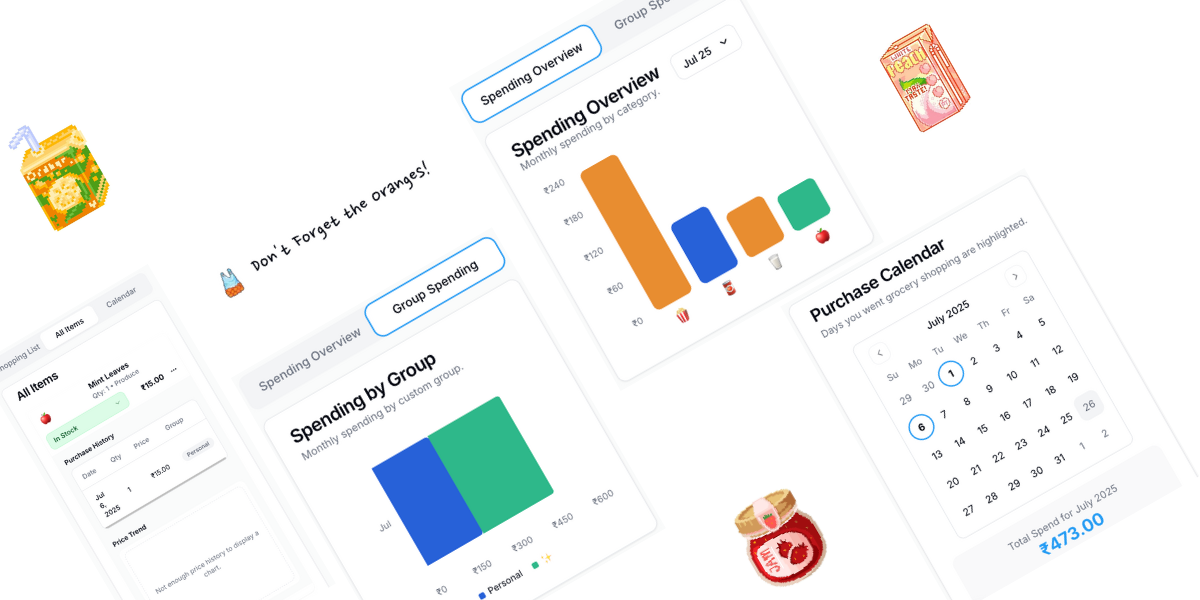 Spending Overview
Group Spe
Spending Overview
Monthly spending by category.
Jul 25
₹240
₹180
₹120
₹60
₹0
PEACH
Don't Forget the Oranges!
Spending Overview
Group Spending
Spending by Group
Monthly spending by custom group.
Jul
₹0
₹150
₹300
₹450
₹600
Personal
✨
hopping List
All Items
Calendar
All Items
Mint Leaves
Qty: 1 • Produce
₹15.00
...
In Stock
Purchase History
Date
Qty
Price
Group
Jul
6,
2025
1
₹15.00
Personal
Price Trend
Not enough price history to display a
chart.
JAM
Purchase Calendar
Days you went grocery shopping are highlighted.
July 2025
Su Mo Tu We Th Fr Sa
29 30 1 2 3 4 5
6 7 8 9 10 11 12
13 14 15 16 17 18 19
20 21 22 23 24 25 26
27 28 29 30 31 1 2
Total Spend for July 2025
₹473.00